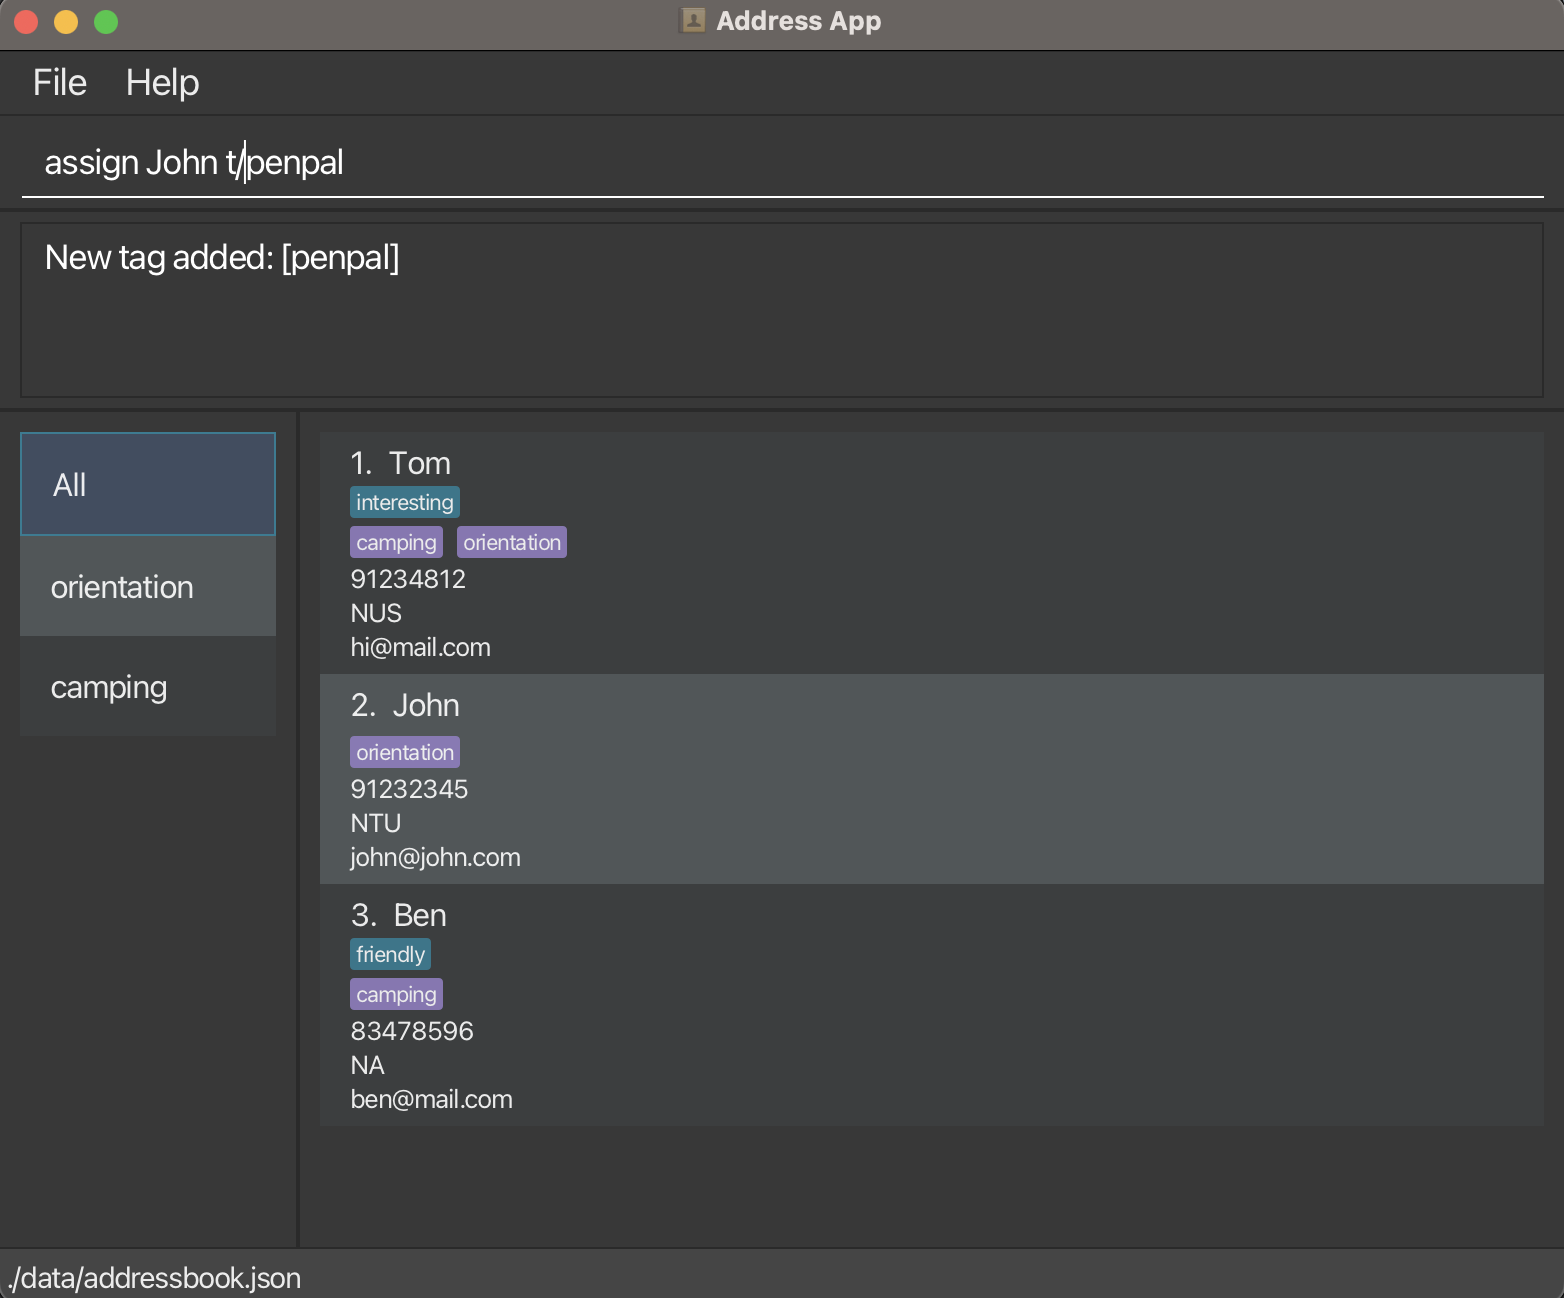 Address App
File Help
assign John t/penpal
New tag added: [penpal]
All
orientation
camping
1. Tom
interesting
camping orientation
91234812
NUS
hi@mail.com
2. John
orientation
91232345
NTU
john@john.com
3. Ben
friendly
camping
83478596
NA
ben@mail.com
./data/addressbook.json